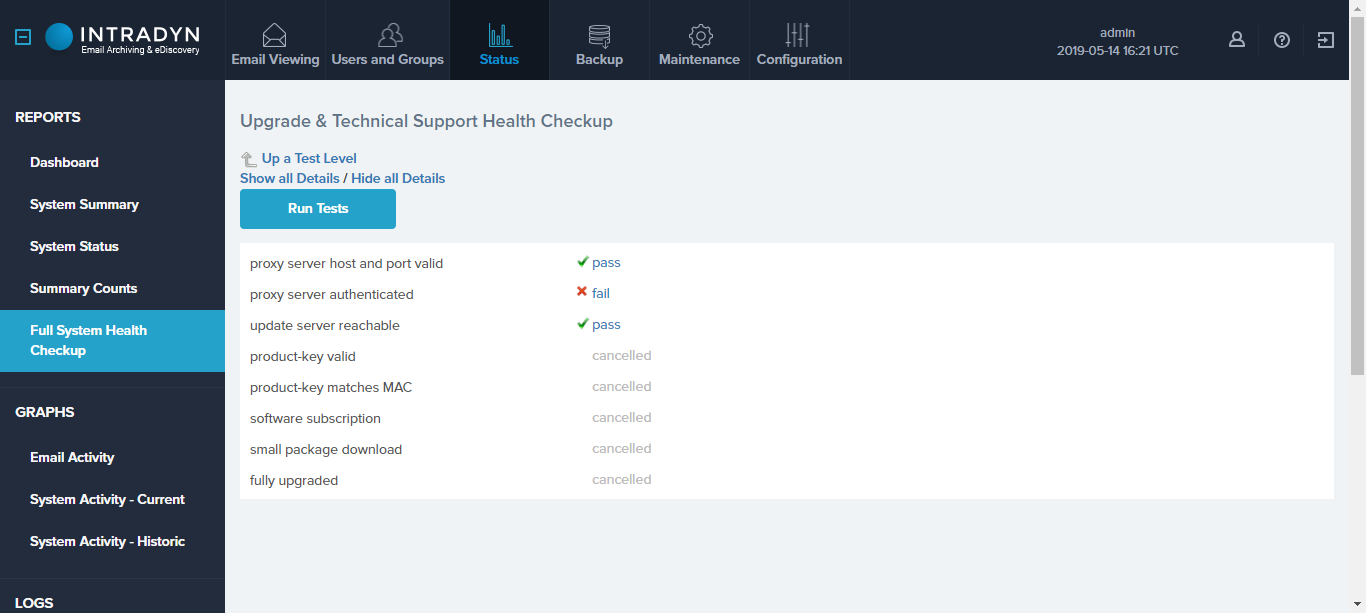 INTRADYN
Email Archiving & eDiscovery
Email Viewing
Users and Groups
Status
Backup
Maintenance
Configuration
admin
2019-05-14 16:21 UTC
REPORTS
Dashboard
System Summary
System Status
Summary Counts
Full System Health
Checkup
GRAPHS
Email Activity
System Activity - Current
System Activity - Historic
LOGS
Upgrade & Technical Support Health Checkup
Up a Test Level
Show all Details / Hide all Details
Run Tests
proxy server host and port valid pass
proxy server authenticated fail
update server reachable pass
product-key valid cancelled
product-key matches MAC cancelled
software subscription cancelled
small package download cancelled
fully upgraded cancelled